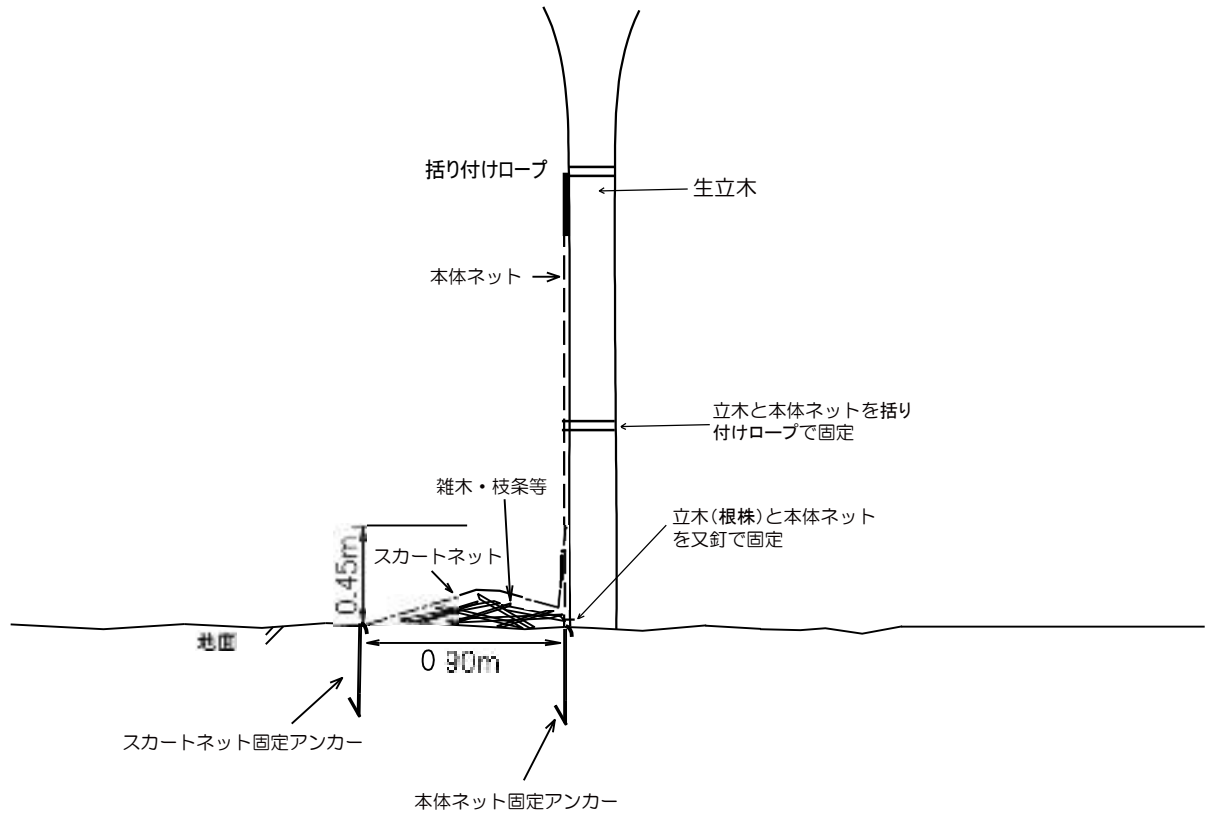 括り付けロープ
生立木
本体ネット
立木と本体ネットを括り
付けロープで固定
雑木・枝条等
立木(根株)と本体ネット
を又釘で固定
スカートネット
0.45m
地面
0 90m
スカートネット固定アンカー
本体ネット固定アンカー